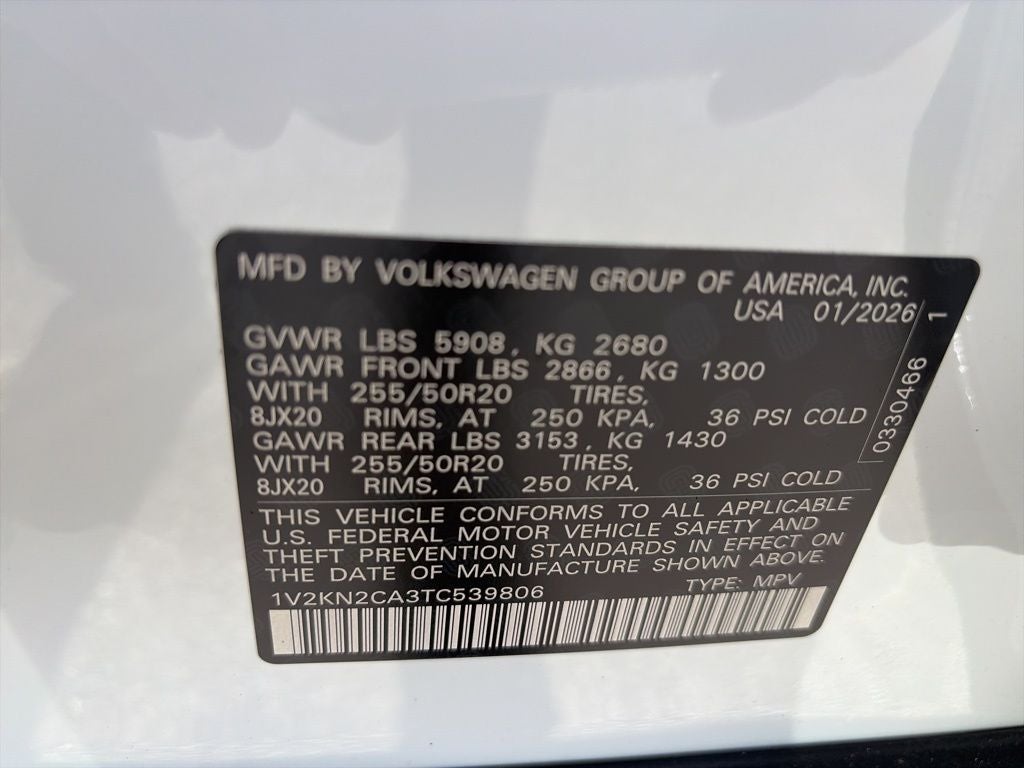 MFD BY VOLKSWAGEN GROUP OF AMERICA, INC.
USA 01/2026
GVWR LBS 5908, KG 2680
GAWR FRONT LBS 2866, KG 1300
WITH 255/50R20 TIRES,
8JX20 RIMS, AT 250 KPA, 36 PSI COLD
GAWR REAR LBS 3153, KG 1430
WITH 255/50R20 TIRES,
8JX20 RIMS, AT 250 KPA, 36 PSI COLD
THIS VEHICLE CONFORMS TO ALL APPLICABLE
U.S. FEDERAL MOTOR VEHICLE SAFETY AND
THEFT PREVENTION STANDARDS IN EFFECT ON
THE DATE OF MANUFACTURE SHOWN ABOVE.
1V2KN2CA3TC539806 TYPE: MPV
0330466 1